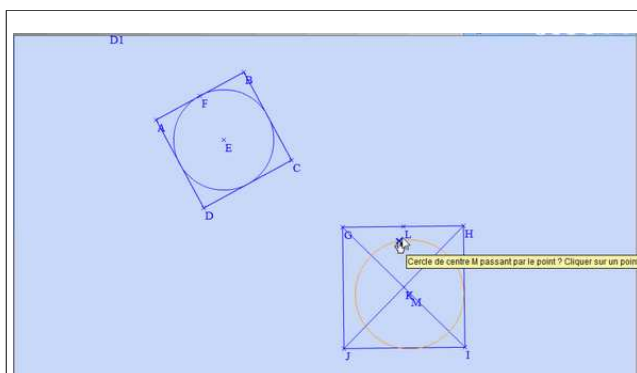 D1
B
F
A
E
C
D
G
L
H
Cercle de centre M passant par le point ? Cliquer sur un poin
K
M
J
I